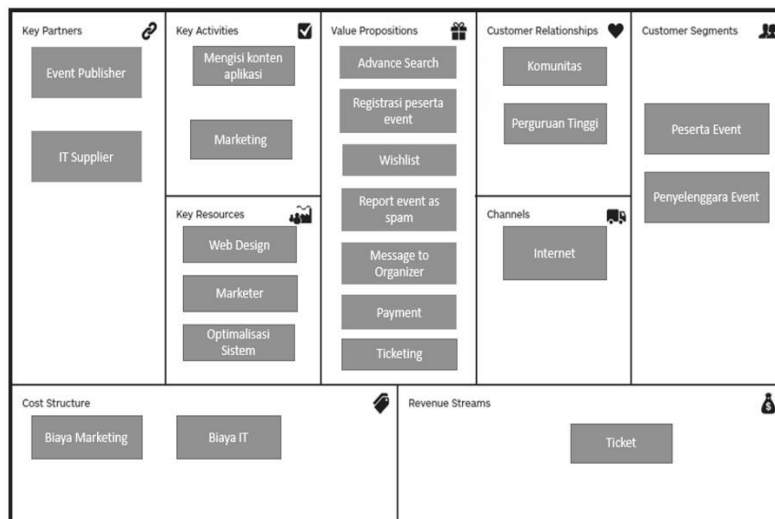 Key Partners
Event Publisher
IT Supplier
Key Activities
Mengisi konten
aplikasi
Marketing
Key Resources
Web Design
Marketer
Optimalisasi
Sistem
Value Propositions
Advance Search
Registrasi peserta
event
Wishlist
Report event as
spam
Message to
Organizer
Payment
Ticketing
Customer Relationships
Komunitas
Perguruan Tinggi
Channels
Internet
Customer Segments
Peserta Event
Penyelenggara Event
Cost Structure
Biaya Marketing
Biaya IT
Revenue Streams
$
Ticket